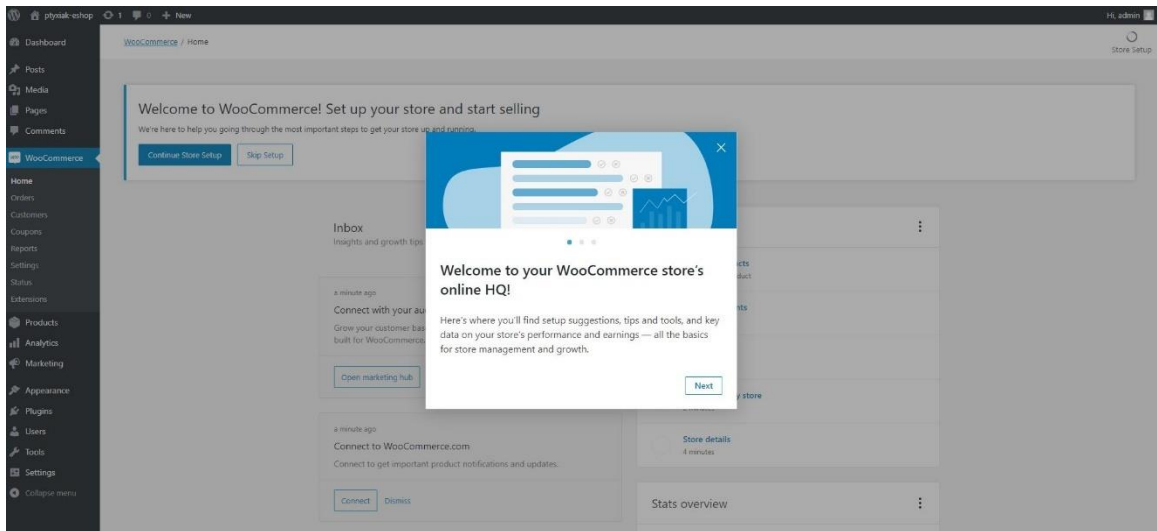 ptyniak-eshop 1 0 New
Hi, admin
Dashboard
Posts
Media
Pages
Comments
WooCommerce
Home
Orders
Customers
Coupons
Reports
Settings
Status
Extensions
Products
Analytics
Marketing
Appearance
Plugins
Users
Tools
Settings
Collapse menu
WooCommerce / Home
Store Setup
Welcome to WooCommerce! Set up your store and start selling
We're here to help you going through the most important steps to get your store up and running.
Continue Store Setup
Skip Setup
Inbox
Insights and growth tips
a minute ago
Connect with your au
Grow your customer bas
built for WooCommerce.
Open marketing hub
a minute ago
Connect to WooCommerce.com
Connect to get important product notifications and updates.
Connect
Dismiss
Welcome to your WooCommerce store's
online HQ!
Here's where you'll find setup suggestions, tips and tools, and key
data on your store's performance and earnings — all the basics
for store management and growth.
Next
cts
duct
nts
y store
Store details
4 minutes
Stats overview